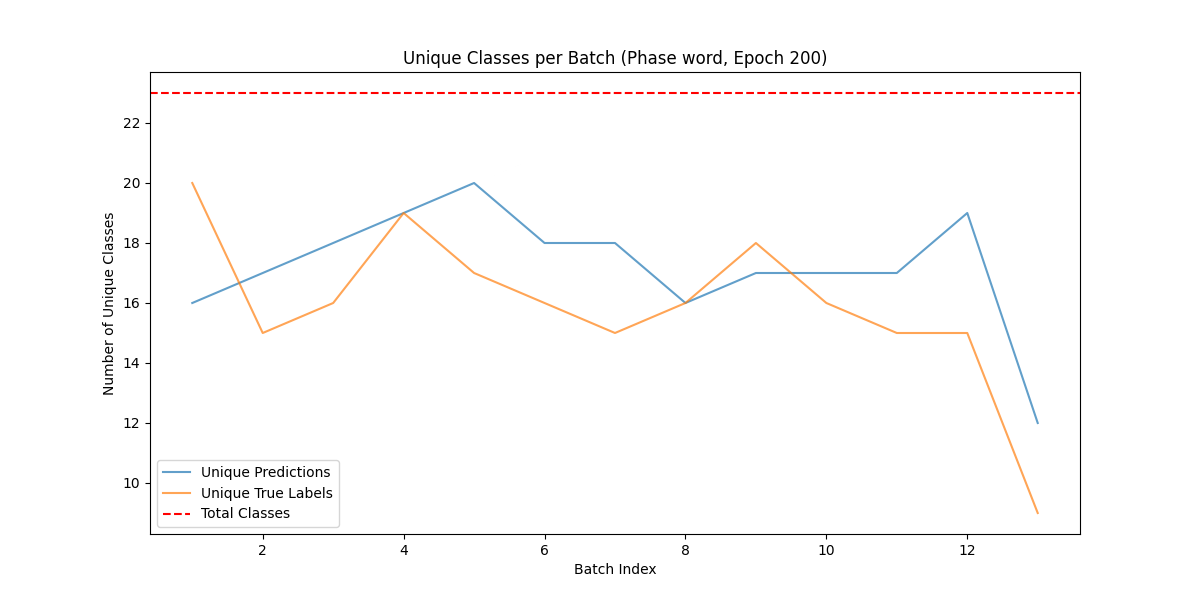 Unique Classes per Batch (Phase word, Epoch 200)
Number of Unique Classes
22
20
18
16
14
12
10
Unique Predictions
Unique True Labels
Total Classes
2
4
6
8
10
12
Batch Index